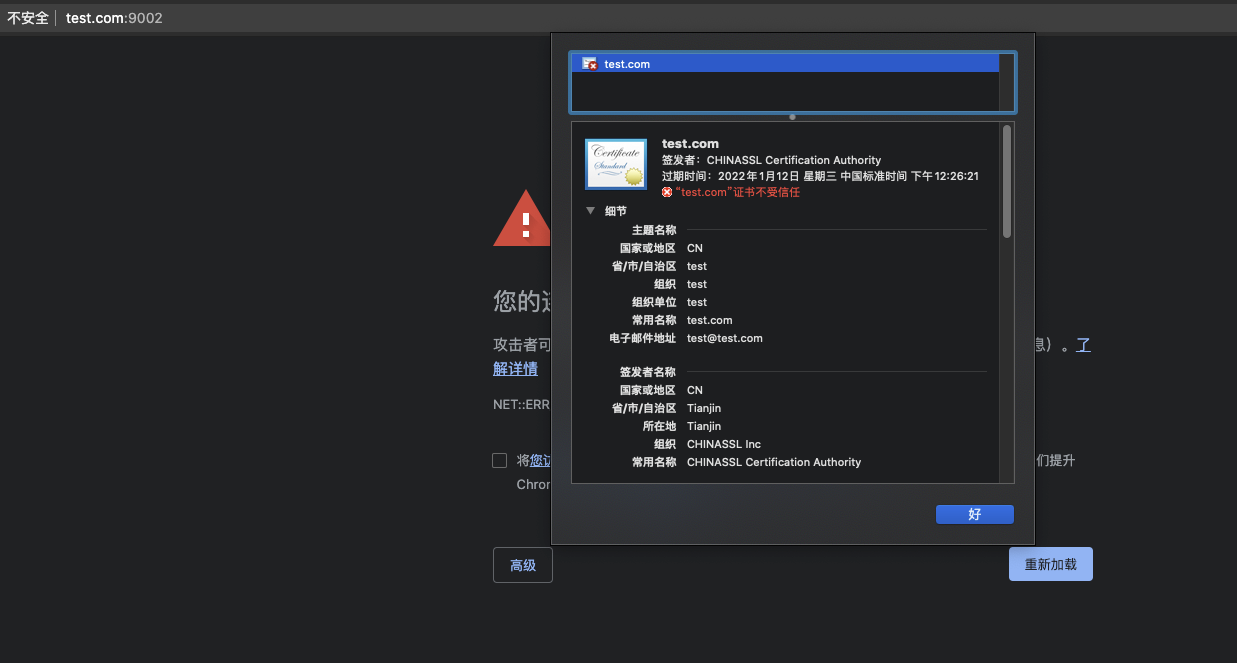 不安全 test.com:9002
test.com
Certificate
Standard
test.com
签发者：CHINASSL Certification Authority
过期时间：2022年1月12日 星期三 中国标准时间 下午12:26:21
“test.com”证书不受信任
细节
主题名称
国家或地区 CN
省/市/自治区 test
组织 test
组织单位 test
常用名称 test.com
电子邮件地址 test@test.com
签发者名称
国家或地区 CN
省/市/自治区 Tianjin
所在地 Tianjin
组织 CHINASSL Inc
常用名称 CHINASSL Certification Authority
好
您的
攻击者可 息）。了
解详情
NET::ERR
将您 们提升
Chron
高级 重新加载